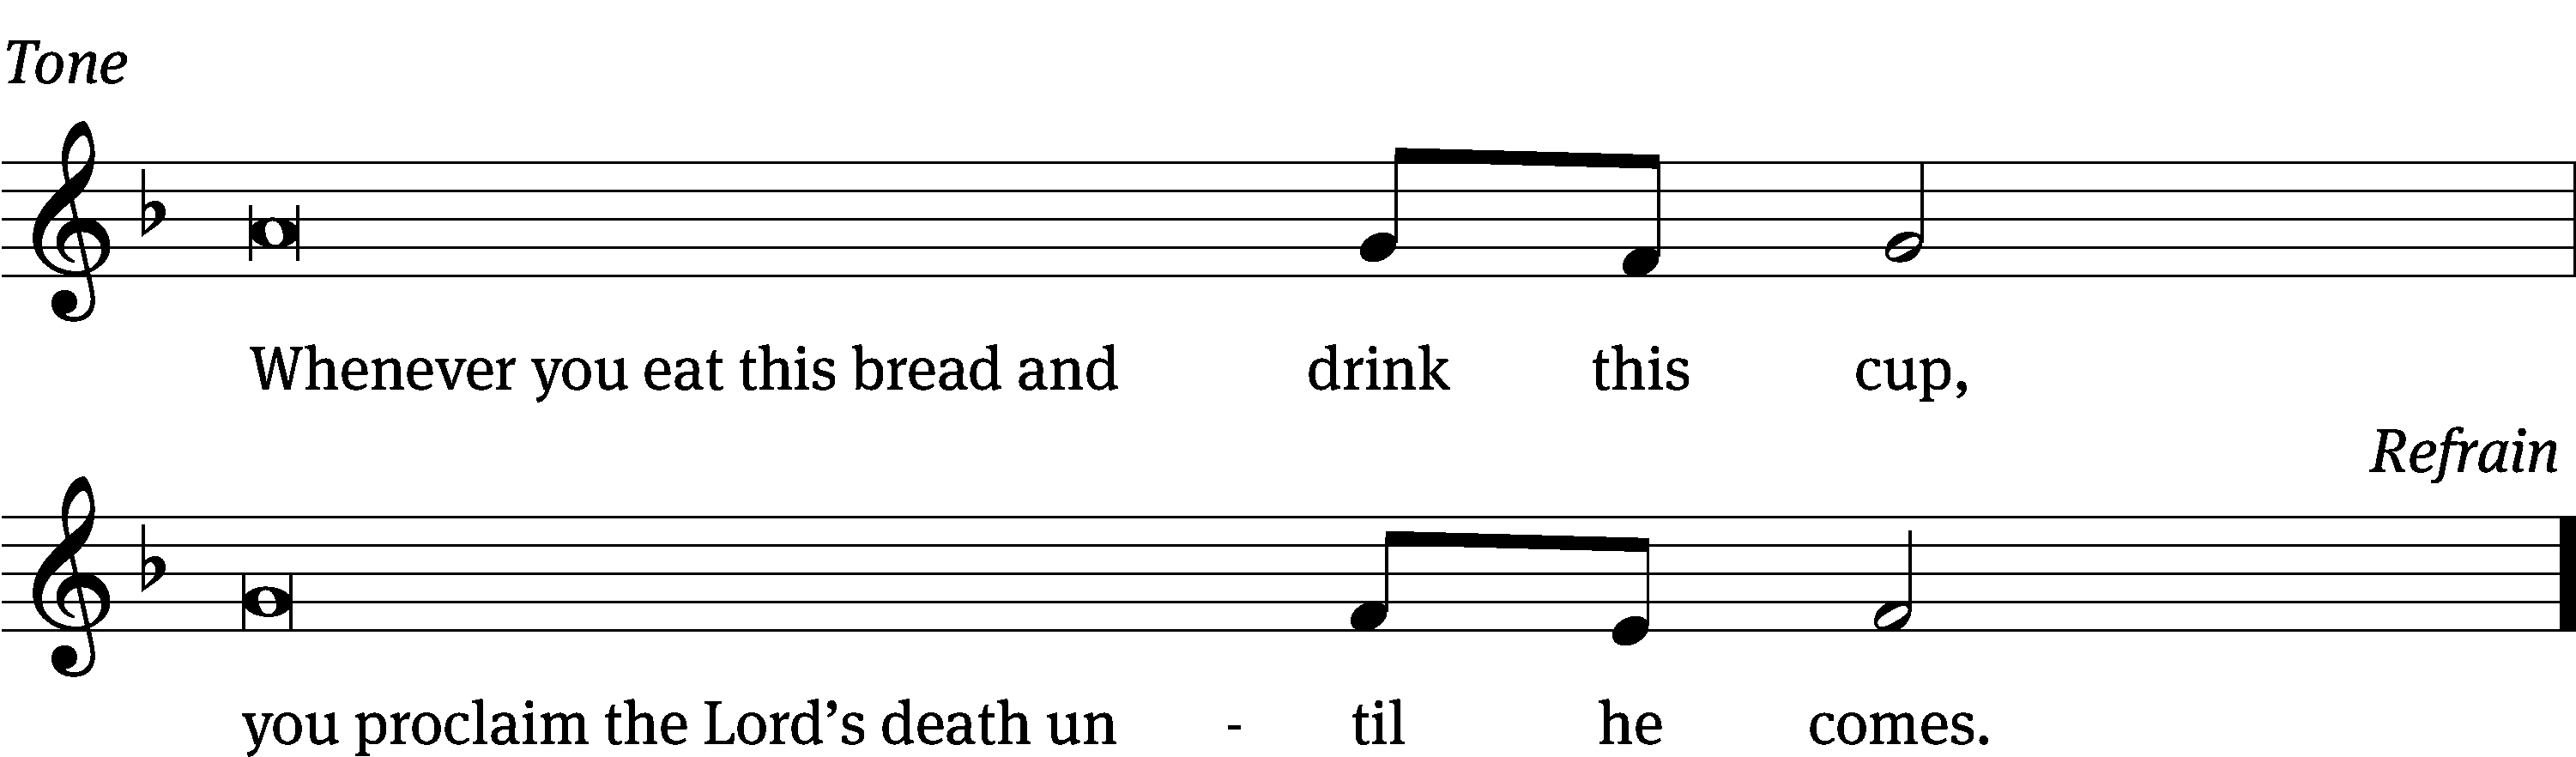 Tone
Whenever you eat this bread and drink this cup,
Refrain
you proclaim the Lord’s death un - til he comes.